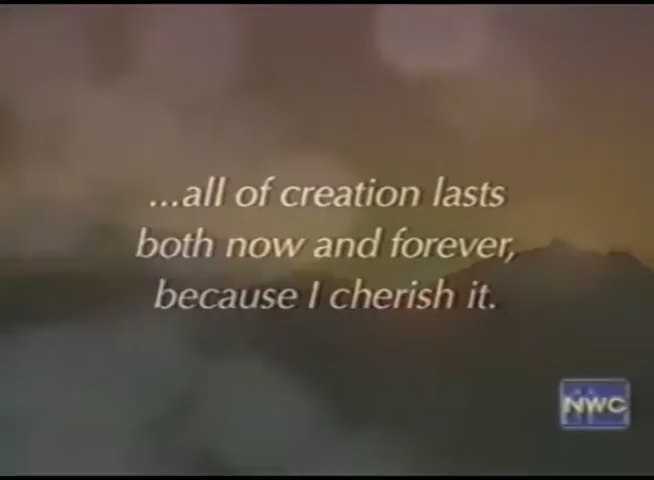 ...all of creation lasts
both now and forever,
because I cherish it.
NWC